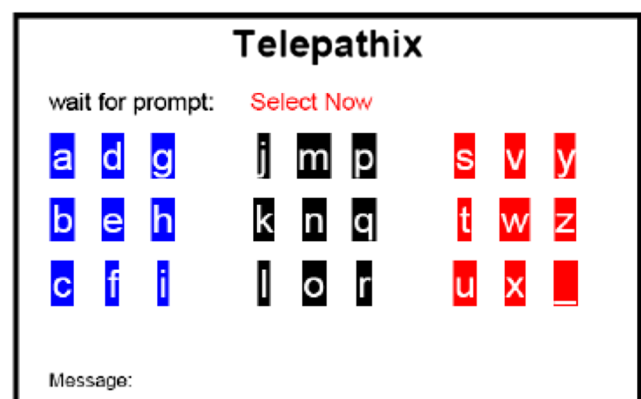 Telepathix
wait for prompt: Select Now
a d g j m p s v y
b e h k n q t w z
c f i l o r u x _
Message: